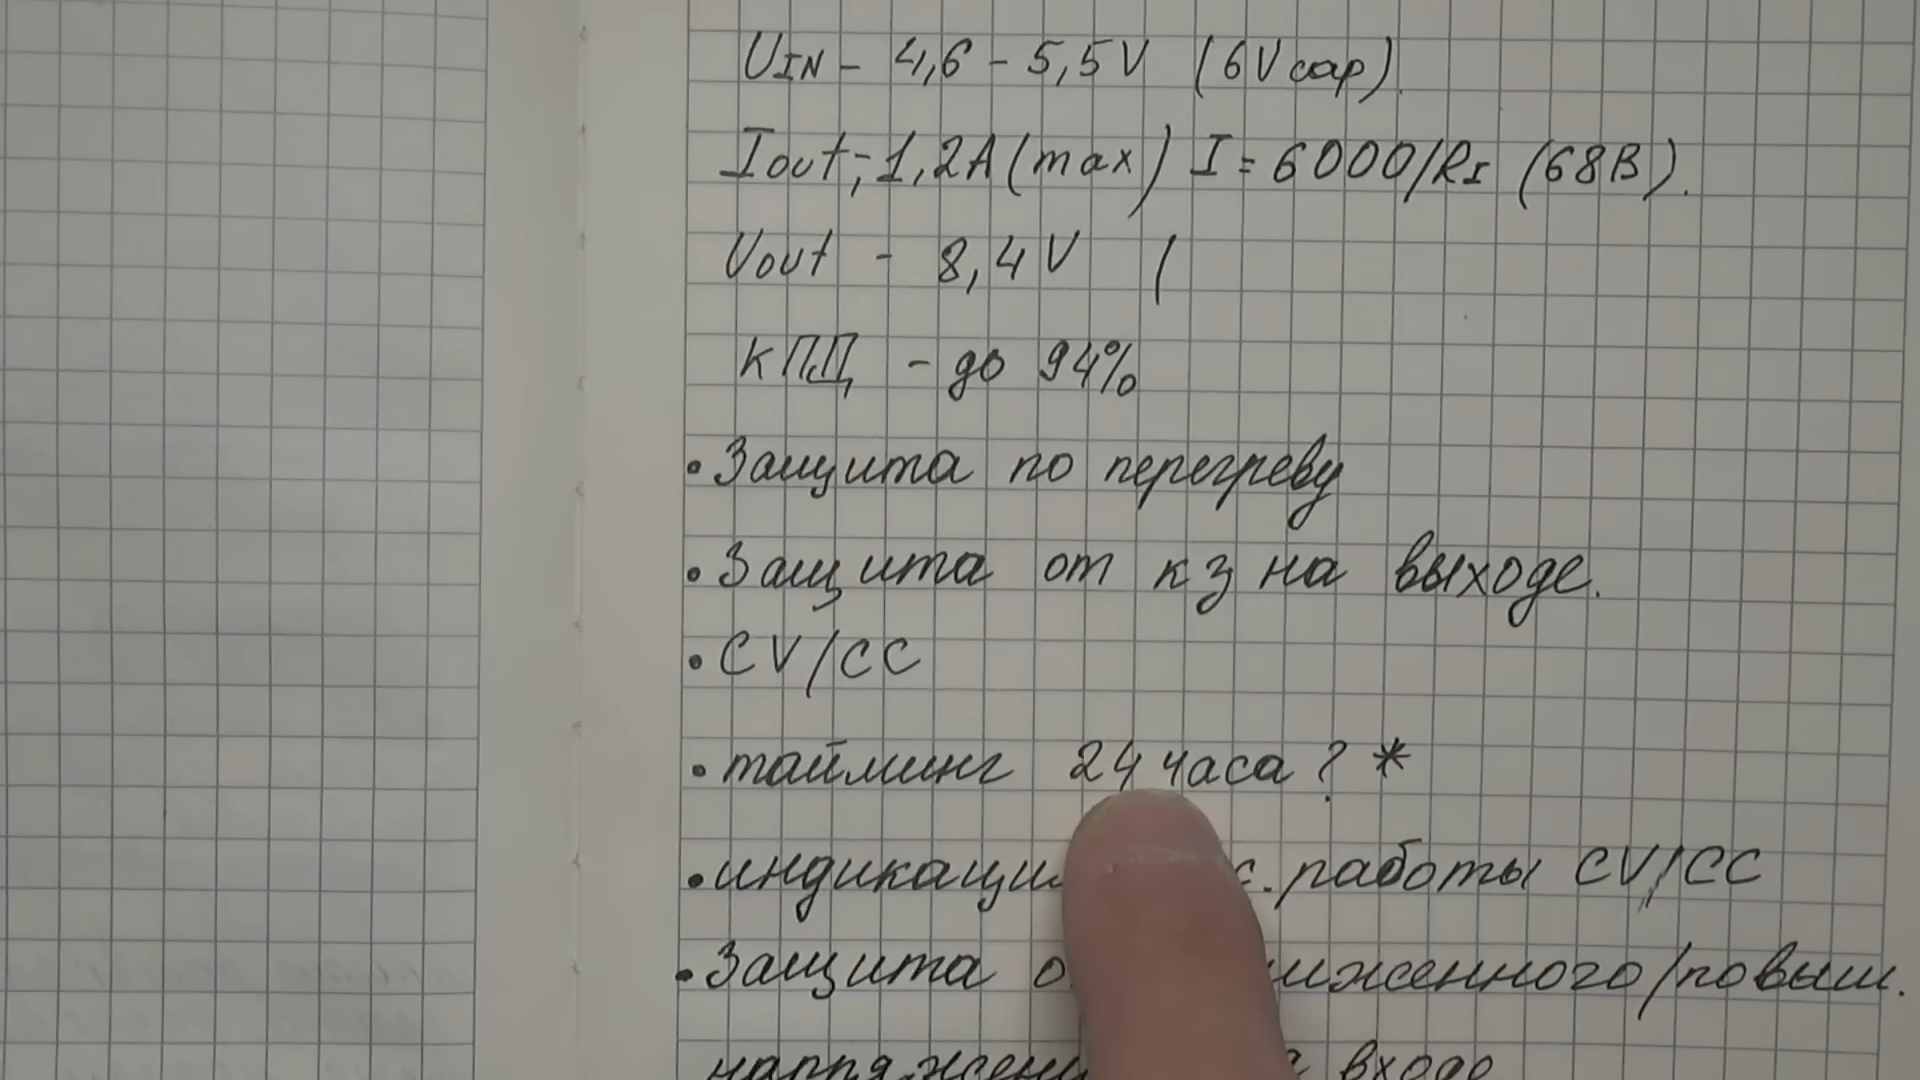 UIN - 4,6 - 5,5V (6V cap).
Iout; - 1,2A (max) I = 6000/RI (68B).
Vout - 8,4V (
КПД - до 94%
• Защита по перегреву
• Защита от кз на выходе.
• CV/CC
• тайминг 24 часа ? *
• работы CV/CC
• Защита /повыш.
входе